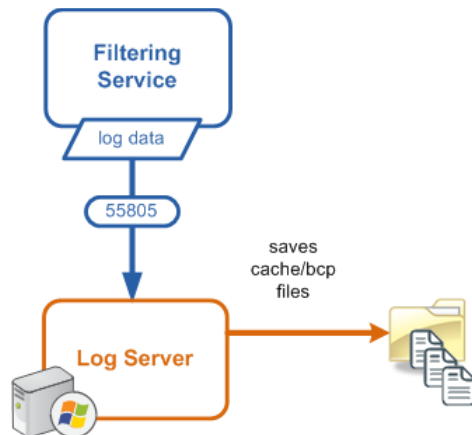 Filtering
Service
log data
55805
saves
cache/bcp
files
Log Server